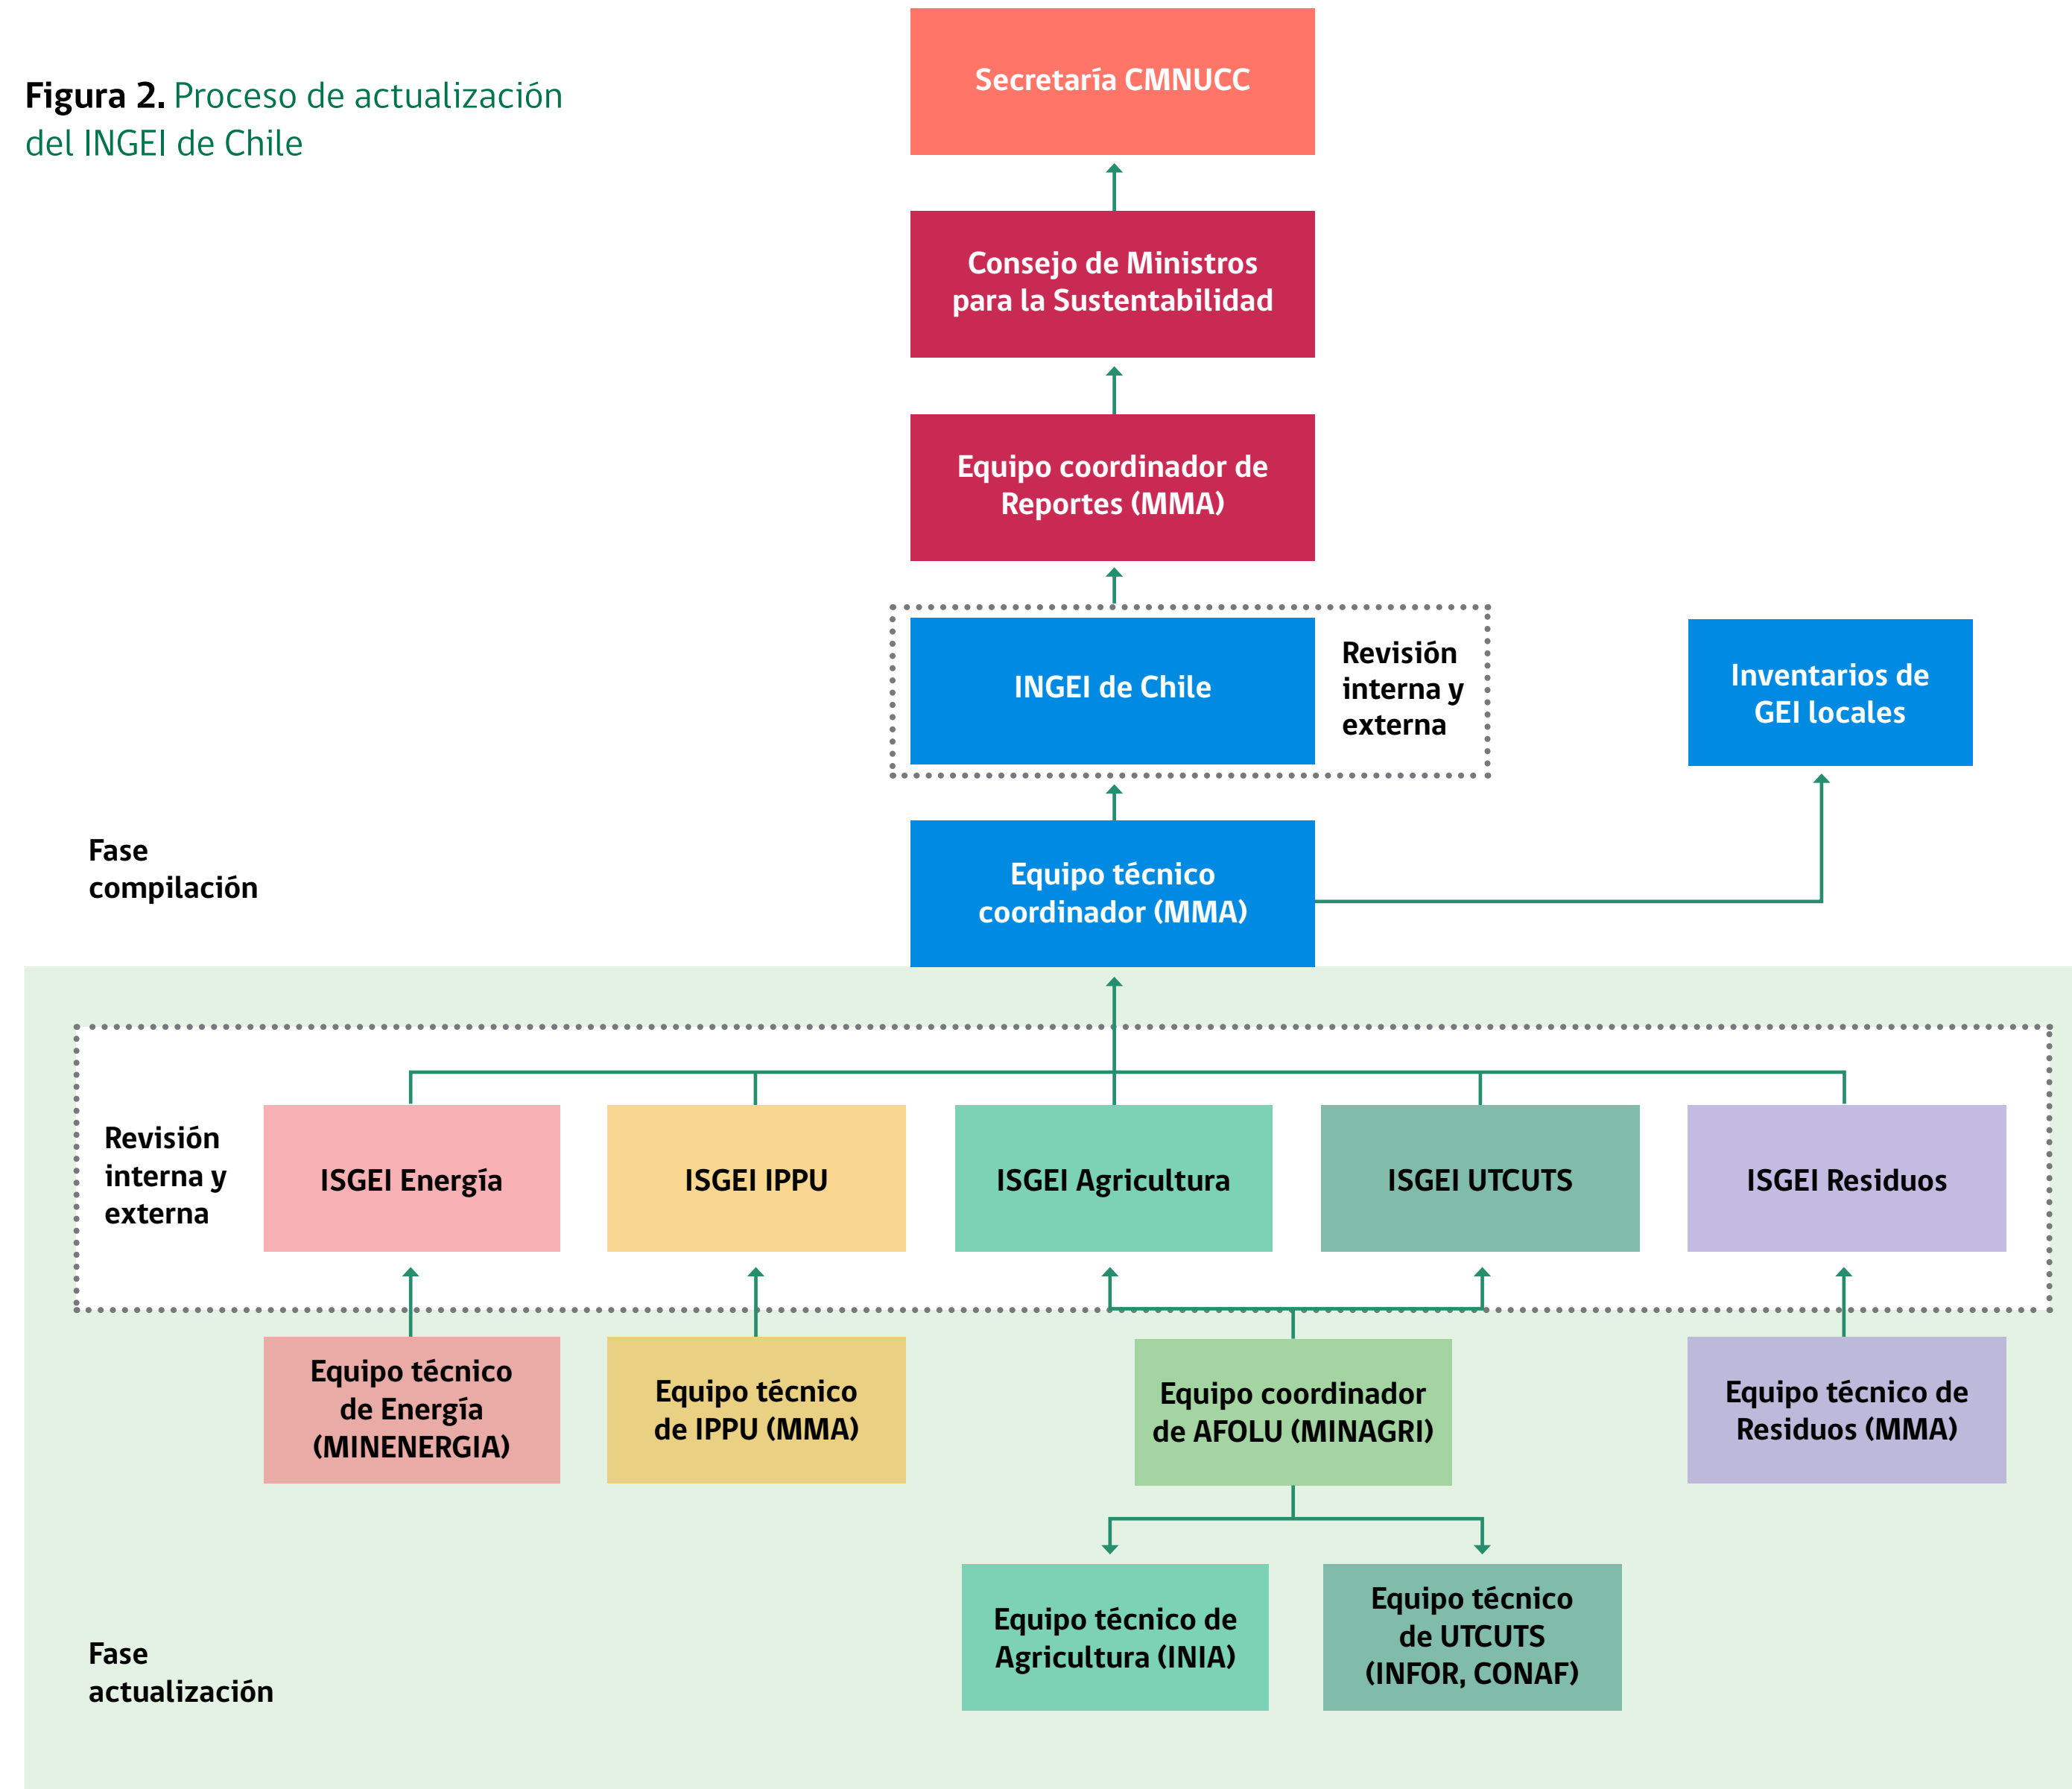 Figura 2. Proceso de actualización
del INGEI de Chile
Secretaría CMNUCC
Consejo de Ministros
para la Sustentabilidad
Equipo coordinador de
Reportes (MMA)
INGEI de Chile
Revisión
interna y
externa
Inventarios de
GEI locales
Fase
compilación
Equipo técnico
coordinador (MMA)
Revisión
interna y
externa
ISGEI Energía
ISGEI IPPU
ISGEI Agricultura
ISGEI UTCUTS
ISGEI Residuos
Equipo técnico
de Energía
(MINENERGIA)
Equipo técnico
de IPPU (MMA)
Equipo coordinador
de AFOLU (MINAGRI)
Equipo técnico de
Residuos (MMA)
Equipo técnico de
Agricultura (INIA)
Equipo técnico
de UTCUTS
(INFOR, CONAF)
Fase
actualización